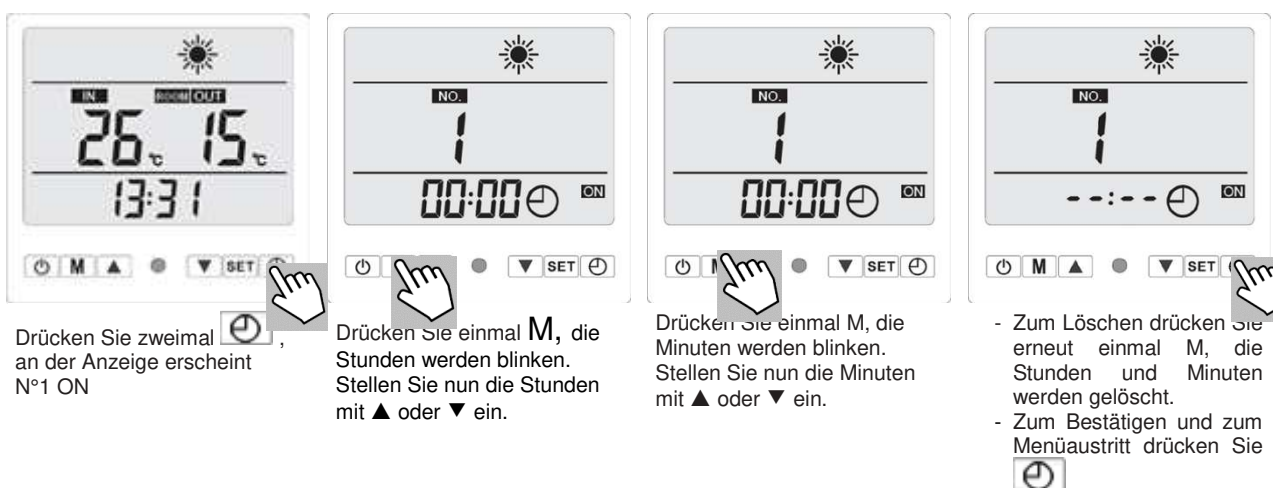 IN ROOM OUT
26 °C 15 °C
13:31
M ▲ ▼ SET
Drücken Sie zweimal ,
an der Anzeige erscheint
N°1 ON
NO.
1
00:00 ON
▼ SET
Drücken Sie einmal M, die
Stunden werden blinken.
Stellen Sie nun die Stunden
mit ▲ oder ▼ ein.
NO.
1
00:00 ON
▼ SET
Drücken Sie einmal M, die
Minuten werden blinken.
Stellen Sie nun die Minuten
mit ▲ oder ▼ ein.
NO.
1
--:-- ON
M ▲ ▼ SET
- Zum Löschen drücken Sie
erneut einmal M, die
Stunden und Minuten
werden gelöscht.
- Zum Bestätigen und zum
Menüaustritt drücken Sie